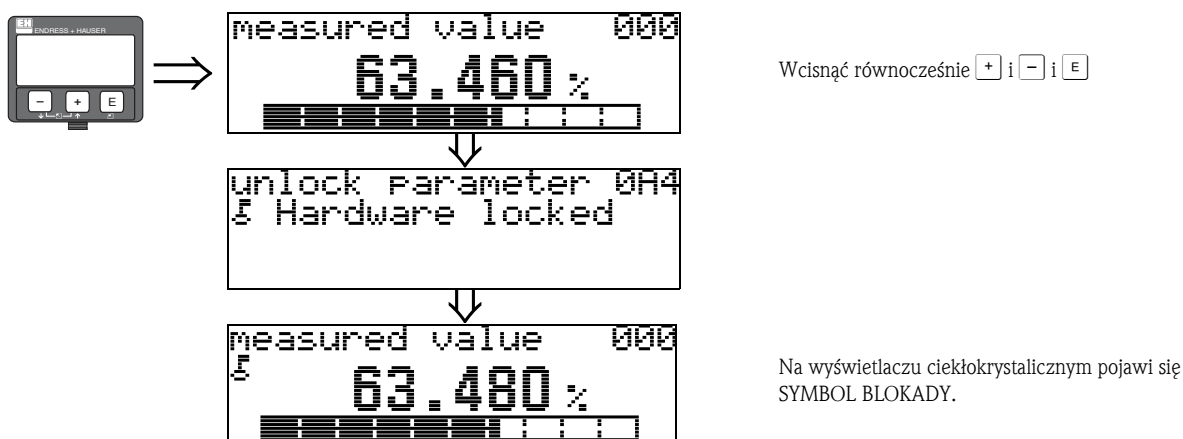 EH
ENDRESS + HAUSER
- + E
measured value 000
63.460 %
Wcisnąć równocześnie + i - i E
unlock parameter 0A4
Hardware locked
measured value 000
63.480 %
Na wyświetlaczu ciekłokrystalicznym pojawi się
SYMBOL BLOKADY.